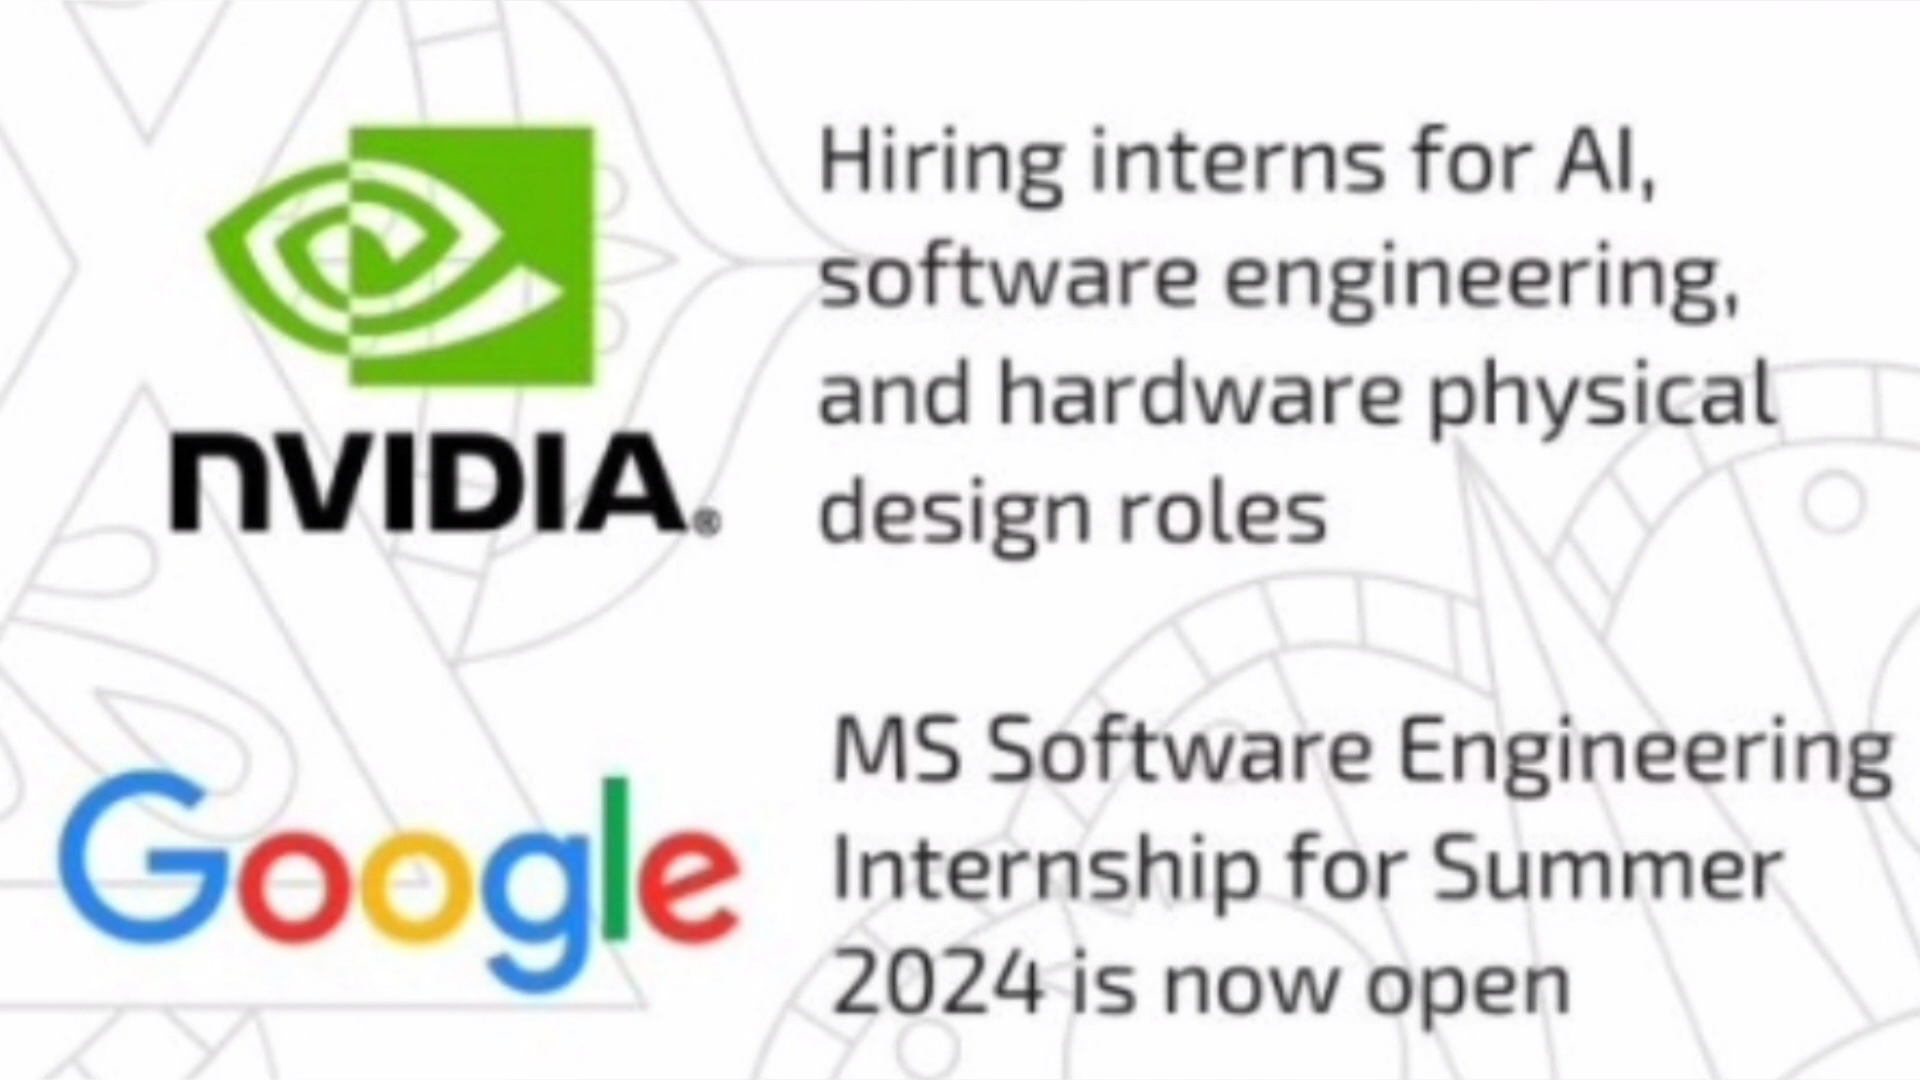 NVIDIA®
Hiring interns for AI,
software engineering,
and hardware physical
design roles
Google
MS Software Engineering
Internship for Summer
2024 is now open